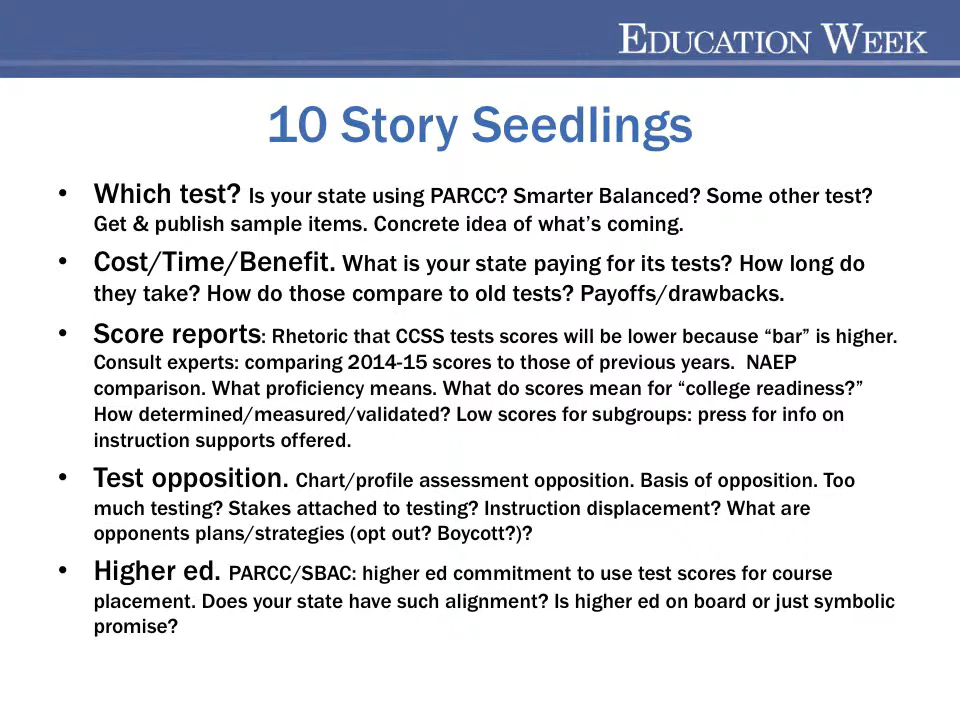 EDUCATION WEEK
10 Story Seedlings
• Which test? Is your state using PARCC? Smarter Balanced? Some other test?
Get & publish sample items. Concrete idea of what’s coming.
• Cost/Time/Benefit. What is your state paying for its tests? How long do
they take? How do those compare to old tests? Payoffs/drawbacks.
• Score reports: Rhetoric that CCSS tests scores will be lower because “bar” is higher.
Consult experts: comparing 2014-15 scores to those of previous years.  NAEP
comparison. What proficiency means. What do scores mean for “college readiness?”
How determined/measured/validated? Low scores for subgroups: press for info on
instruction supports offered.
• Test opposition. Chart/profile assessment opposition. Basis of opposition. Too
much testing? Stakes attached to testing? Instruction displacement? What are
opponents plans/strategies (opt out? Boycott?)?
• Higher ed. PARCC/SBAC: higher ed commitment to use test scores for course
placement. Does your state have such alignment? Is higher ed on board or just symbolic
promise?